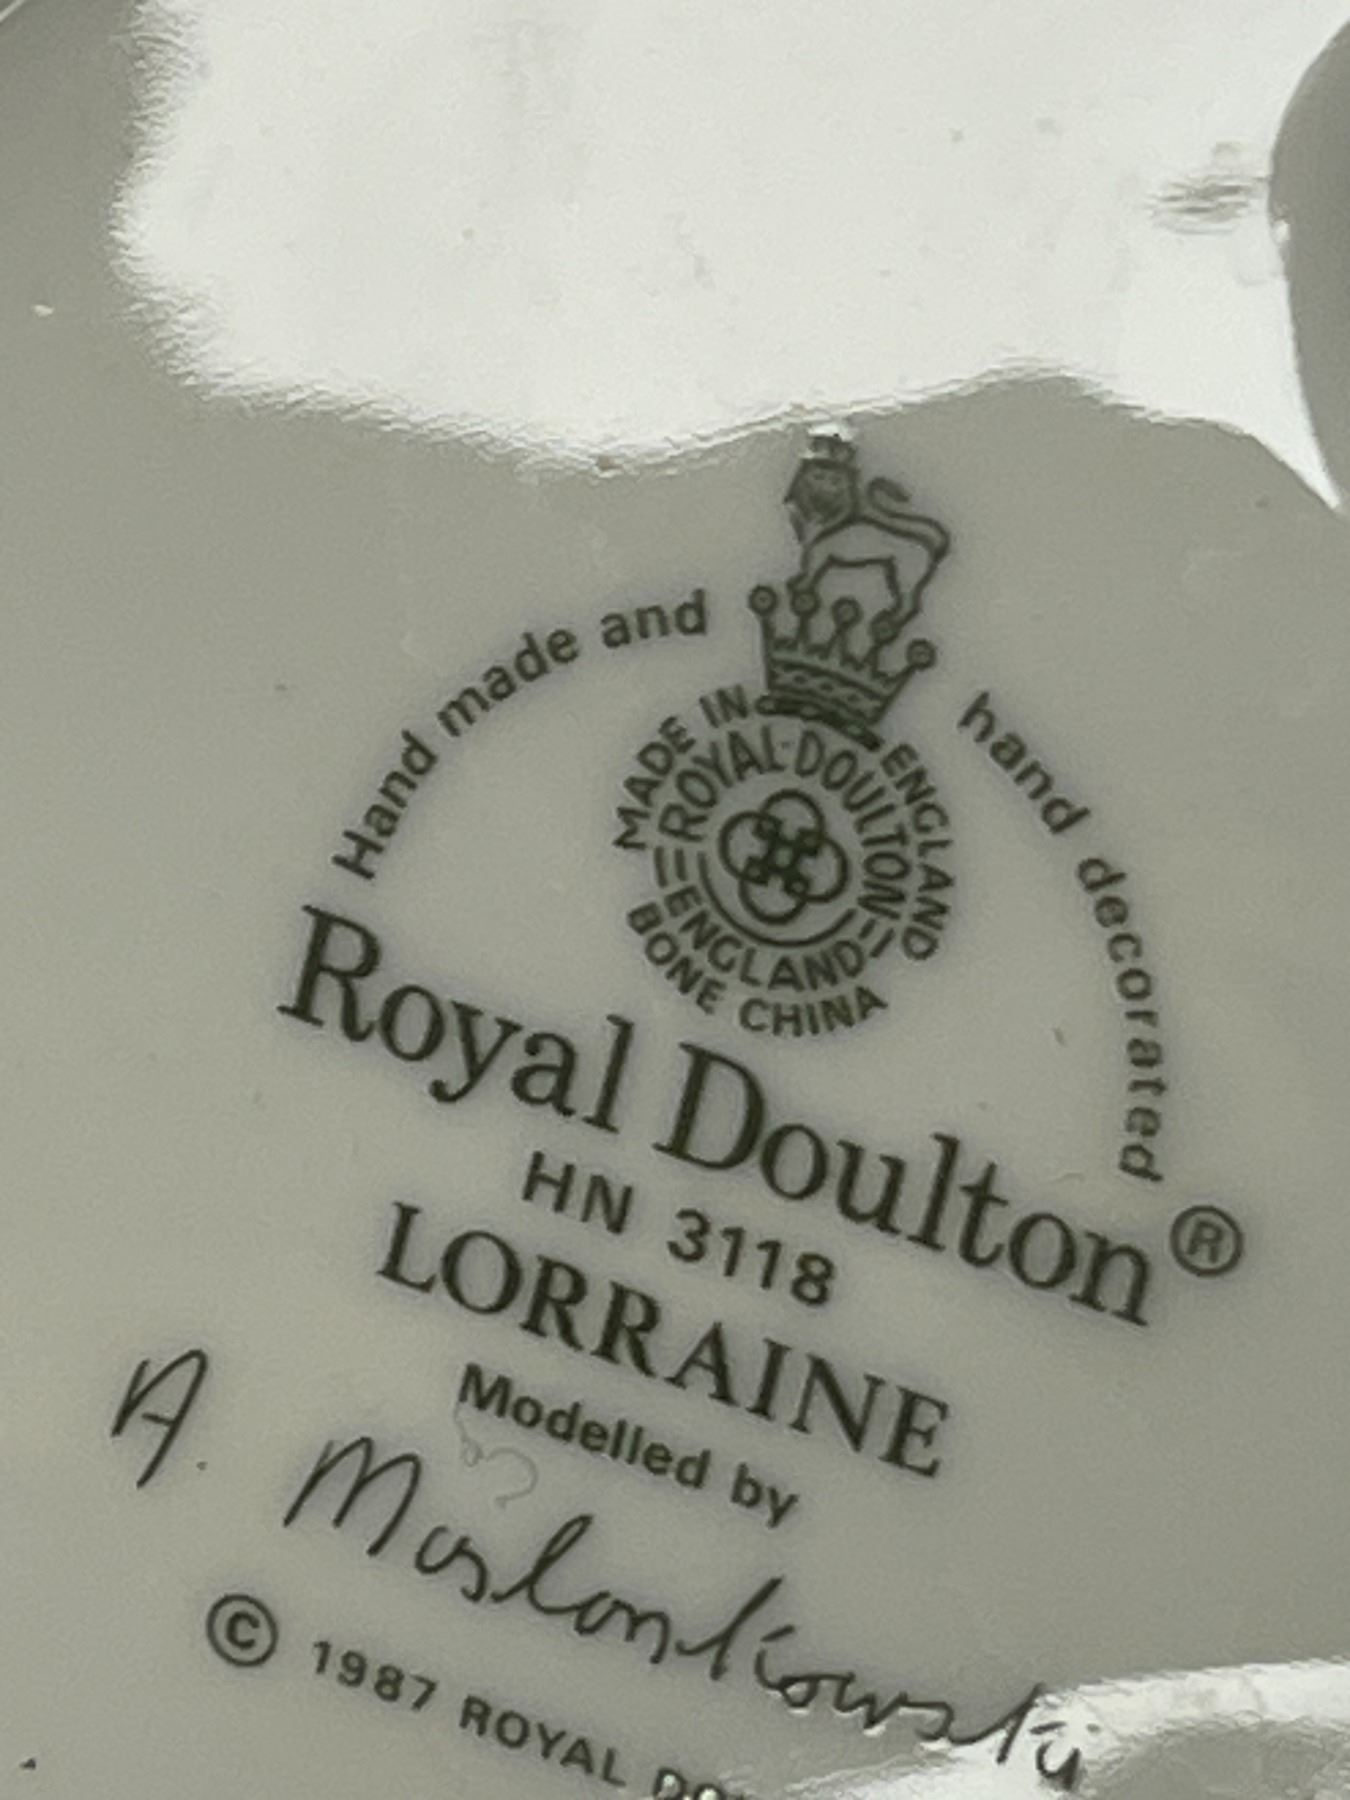 Hand made and hand decorated
MADE IN ENGLAND
ROYAL·DOULTON
ENGLAND
BONE CHINA
Royal Doulton®
HN 3118
LORRAINE
Modelled by
A. Maslankowski
© 1987 ROYAL